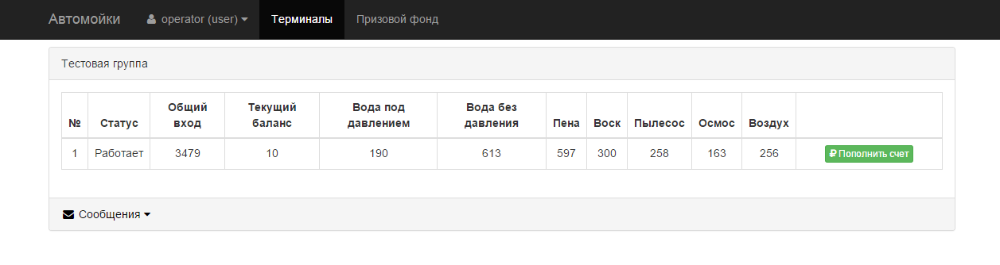 Автомойки operator (user) Терминалы Призовой фонд
Тестовая группа
№ Статус Общий вход Текущий баланс Вода под давлением Вода без давления Пена Воск Пылесос Осмос Воздух
1 Работает 3479 10 190 613 597 300 258 163 256 ₽ Пополнить счет
Сообщения